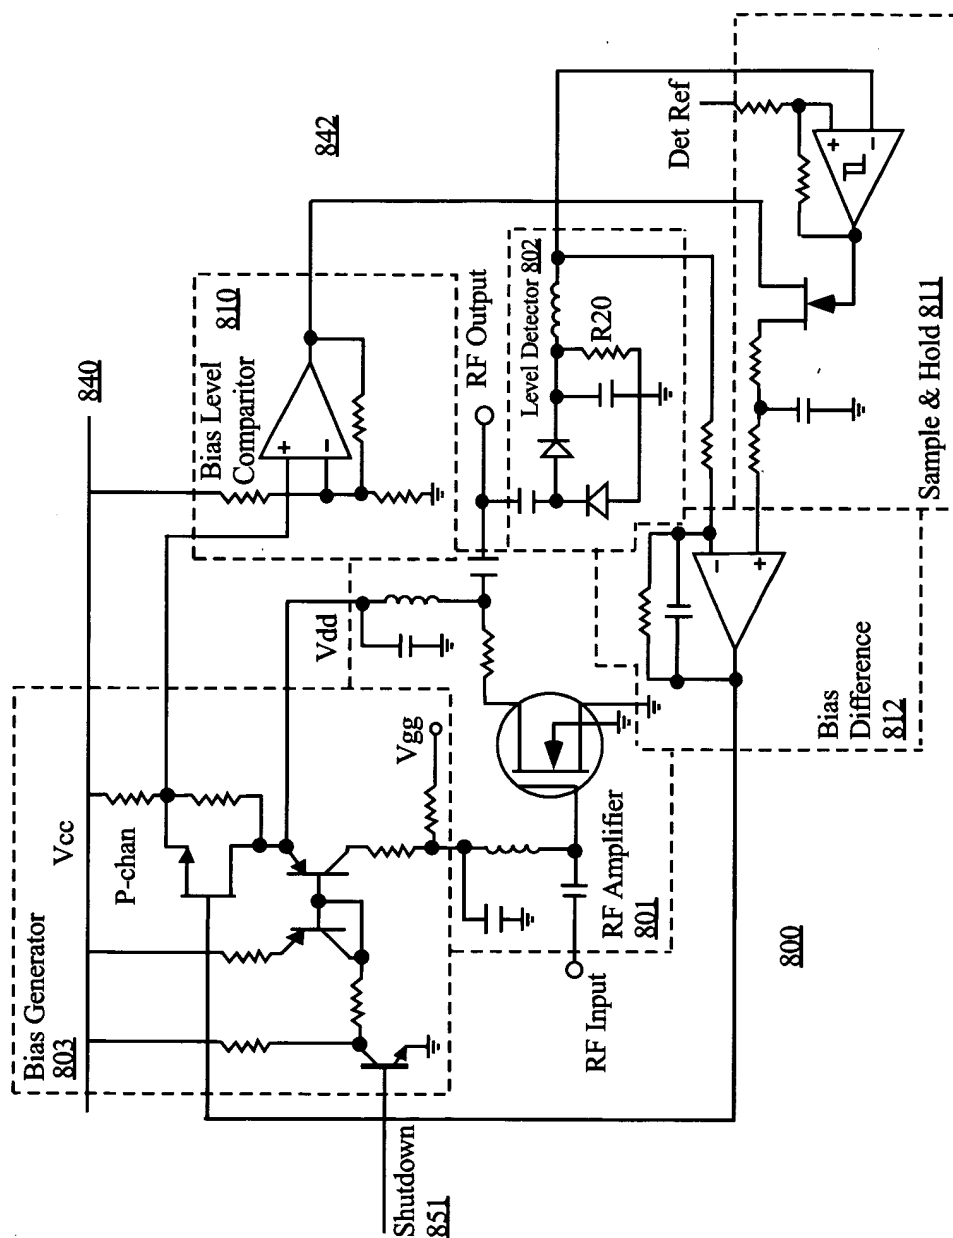 Bias Generator
803
Vcc
840
P-chan
Vgg
Vdd
Bias Level
Comparitor
810
+
−
842
RF Output
Level Detector 802
R20
Det Ref
+
−
Sample & Hold 811
−
+
Bias
Difference
812
RF Amplifier
801
RF Input
800
Shutdown
851